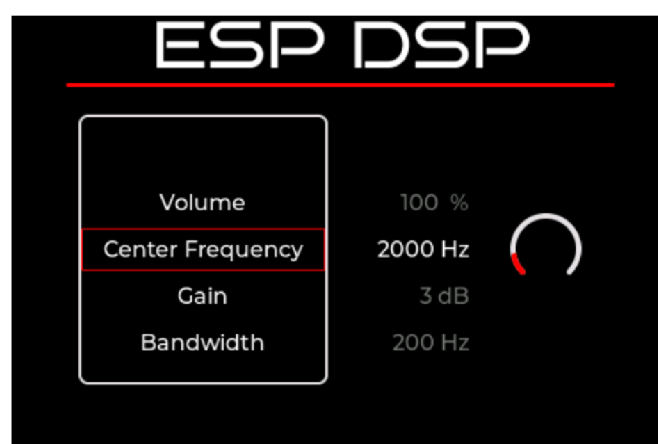 ESP DSP
Volume 100 %
Center Frequency 2000 Hz
Gain 3 dB
Bandwidth 200 Hz